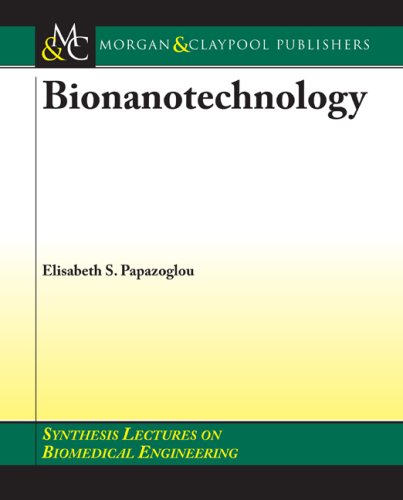 M
&C
MORGAN &CLAYPOOL PUBLISHERS
Bionanotechnology
Elisabeth S. Papazoglou
SYNTHESIS LECTURES ON
BIOMEDICAL ENGINEERING